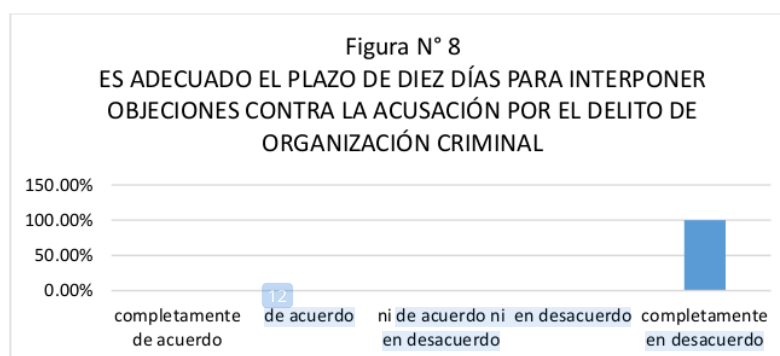 Figura N° 8
ES ADECUADO EL PLAZO DE DIEZ DÍAS PARA INTERPONER
OBJECIONES CONTRA LA ACUSACIÓN POR EL DELITO DE
ORGANIZACIÓN CRIMINAL
150.00%
100.00%
50.00%
0.00%
12
completamente de acuerdo ni de acuerdo ni en desacuerdo completamente
de acuerdo en desacuerdo en desacuerdo